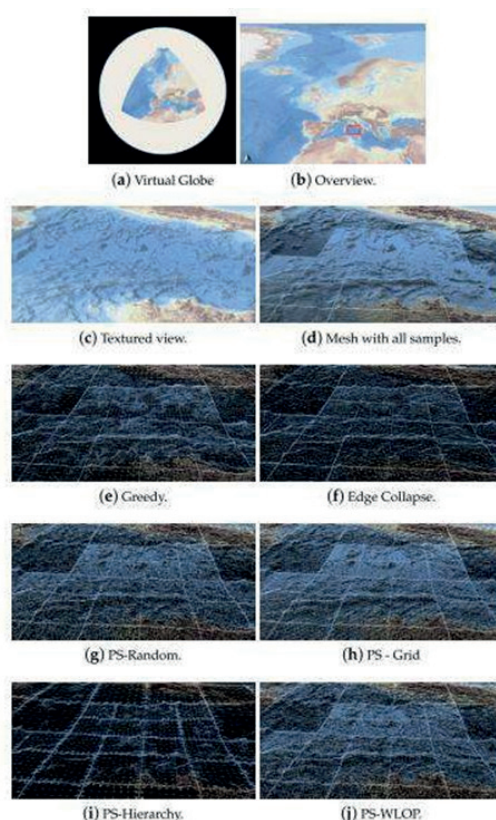 (a) Virtual Globe
(b) Overview.
(c) Textured view.
(d) Mesh with all samples.
(e) Greedy.
(f) Edge Collapse.
(g) PS-Random.
(h) PS - Grid
(i) PS-Hierarchy.
(j) PS-WLOP.